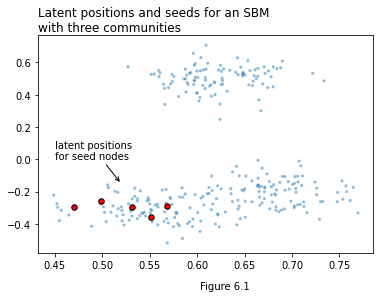 Latent positions and seeds for an SBM
with three communities
0.6
0.4
0.2
0.0
−0.2
−0.4
latent positions
for seed nodes
0.45 0.50 0.55 0.60 0.65 0.70 0.75
Figure 6.1